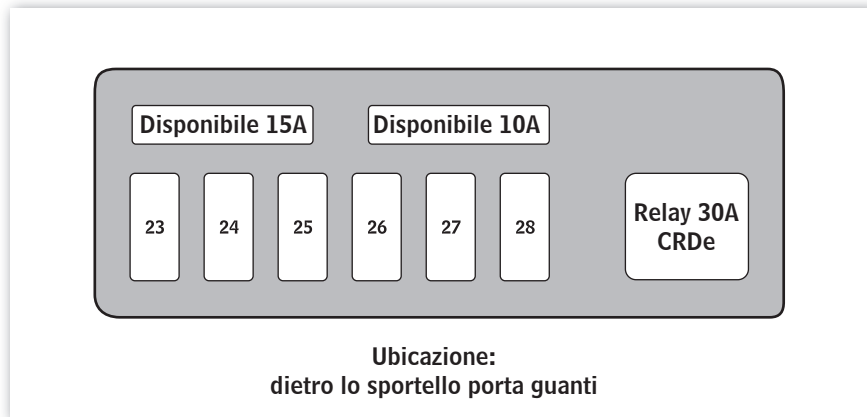 Disponibile 15A
Disponibile 10A
23
24
25
26
27
28
Relay 30A
CRDe
Ubicazione:
dietro lo sportello porta guanti